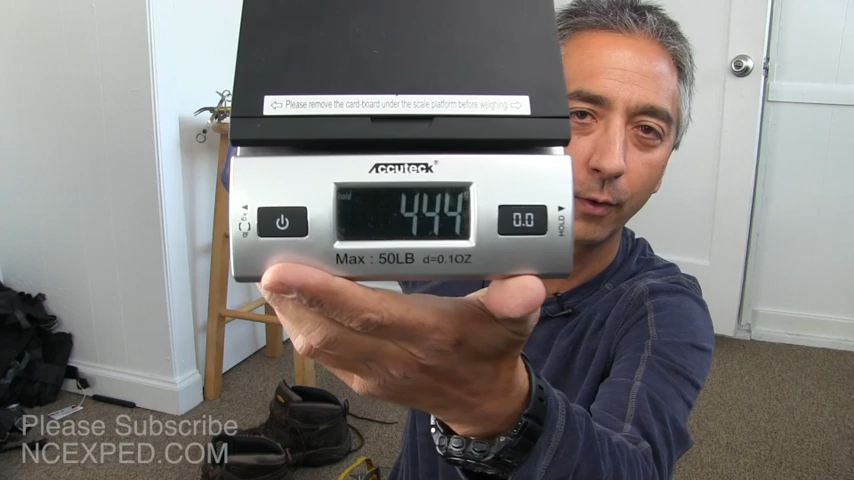 Please remove the card-board under the scale platform before weighing.
Accuteck®
hold
444
0.0
HOLD
Max : 50LB d=0.1OZ
Please Subscribe
NCEXPED.COM